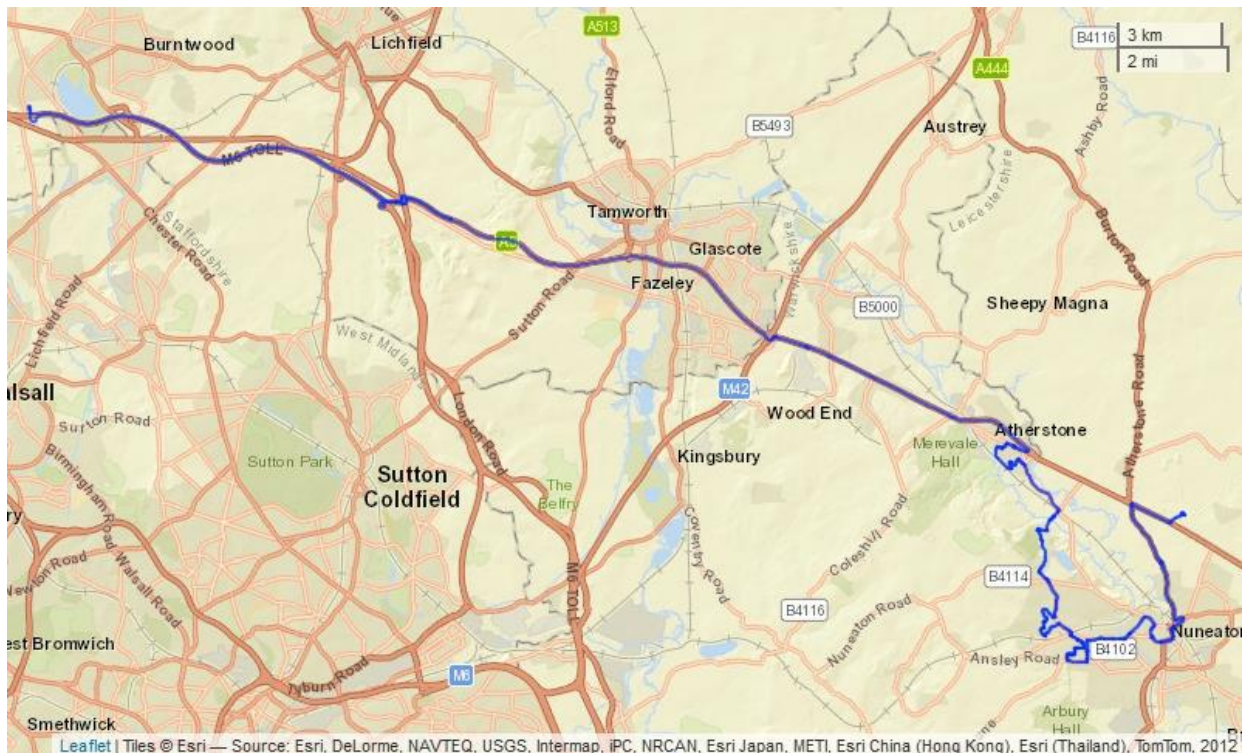 Burntwood
Lichfield
A513
B4116
3 km
2 mi
A444
Elford Road
Ashby Road
B5493
Austrey
M6 TOLL
Leicestershire
Staffordshire
Chester Road
Tamworth
Burton Road
Glascote
Warwickshire
Fazeley
Lichfield Road
Sutton Road
B5000
Sheepy Magna
West Midlands
M42
alsall
London Road
Wood End
Surton Road
Atherstone
Merevale
Hall
Atherstone Road
Sutton Park
Kingsbury
Sutton
Coldfield
The
Belfry
Birmingham Road
Coventry Road
Walsall Road
B4114
M6 TOLL
B4116
Nuneaton Road
Nuneaton
est Bromwich
B4102
Ansley Road
M6
Tyburn Road
Arbury
Hall
Smethwick
Leaflet | Tiles © Esri — Source: Esri, DeLorme, NAVTEQ, USGS, Intermap, iPC, NRCAN, Esri Japan, METI, Esri China (Hong Kong), Esri (Thailand), TomTom, 2012